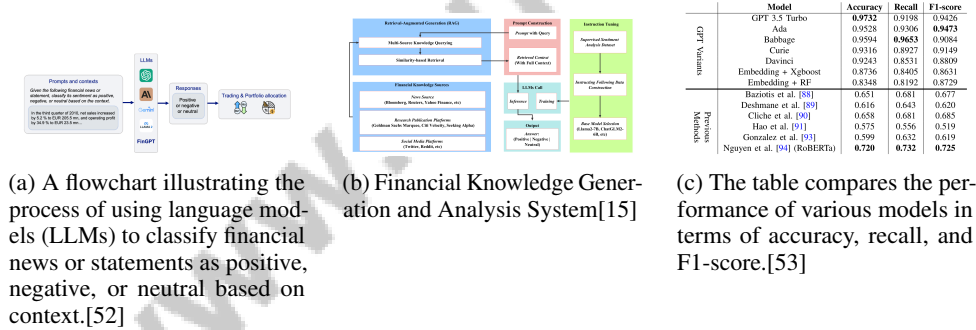 LLMs
Prompts and contexts
Given the following financial news or
statement, classify its sentiment as positive,
negative, or neutral based on the context.
In the third quarter of 2010, net sales increased
by 5.2 % to EUR 205.5 mn, and operating profit
by 34.9 % to EUR 23.5 mn...
FinGPT
Responses
Positive
or negative
or neutral
Trading & Portfolio allocation
(a) A flowchart illustrating the
process of using language mod-
els (LLMs) to classify financial
news or statements as positive,
negative, or neutral based on
context.[52]
Retrieval-Augmented Generation (RAG)
Multi-Source Knowledge Querying
Similarity-based Retrieval
Financial Knowledge Sources
News Source
(Bloomberg, Reuters, Yahoo Finance, etc)
Research Publication Platforms
(Goldman Sachs Marquee, Citi Velocity, Seeking Alpha)
Social Media Platforms
(Twitter, Reddit, etc)
Prompt Construction
Prompt with Query
Retrieved Context
(With Full Context)
LLMs Call
Inference
Training
Output
Answer:
(Positive | Negative |
Neutral)
Instruction Tuning
Supervised Sentiment
Analysis Dataset
Instruction Following Data
Construction
Base Model Selection
(Llama2-7B, ChatGLM2-
6B, etc)
(b) Financial Knowledge Gener-
ation and Analysis System[15]
Model Accuracy Recall F1-score
GPT Variants
GPT 3.5 Turbo 0.9732 0.9198 0.9426
Ada 0.9528 0.9306 0.9473
Babbage 0.9594 0.9653 0.9084
Curie 0.9316 0.8927 0.9149
Davinci 0.9243 0.8531 0.8809
Embedding + Xgboost 0.8736 0.8405 0.8631
Embedding + RF 0.8348 0.8192 0.8729
Previous Methods
Baziotis et al. [88] 0.651 0.681 0.677
Deshmane et al. [89] 0.616 0.643 0.620
Cliche et al. [90] 0.658 0.681 0.685
Hao et al. [91] 0.575 0.556 0.519
Gonzalez et al. [93] 0.599 0.632 0.619
Nguyen et al. [94] (RoBERTa) 0.720 0.732 0.725
(c) The table compares the per-
formance of various models in
terms of accuracy, recall, and
F1-score.[53]